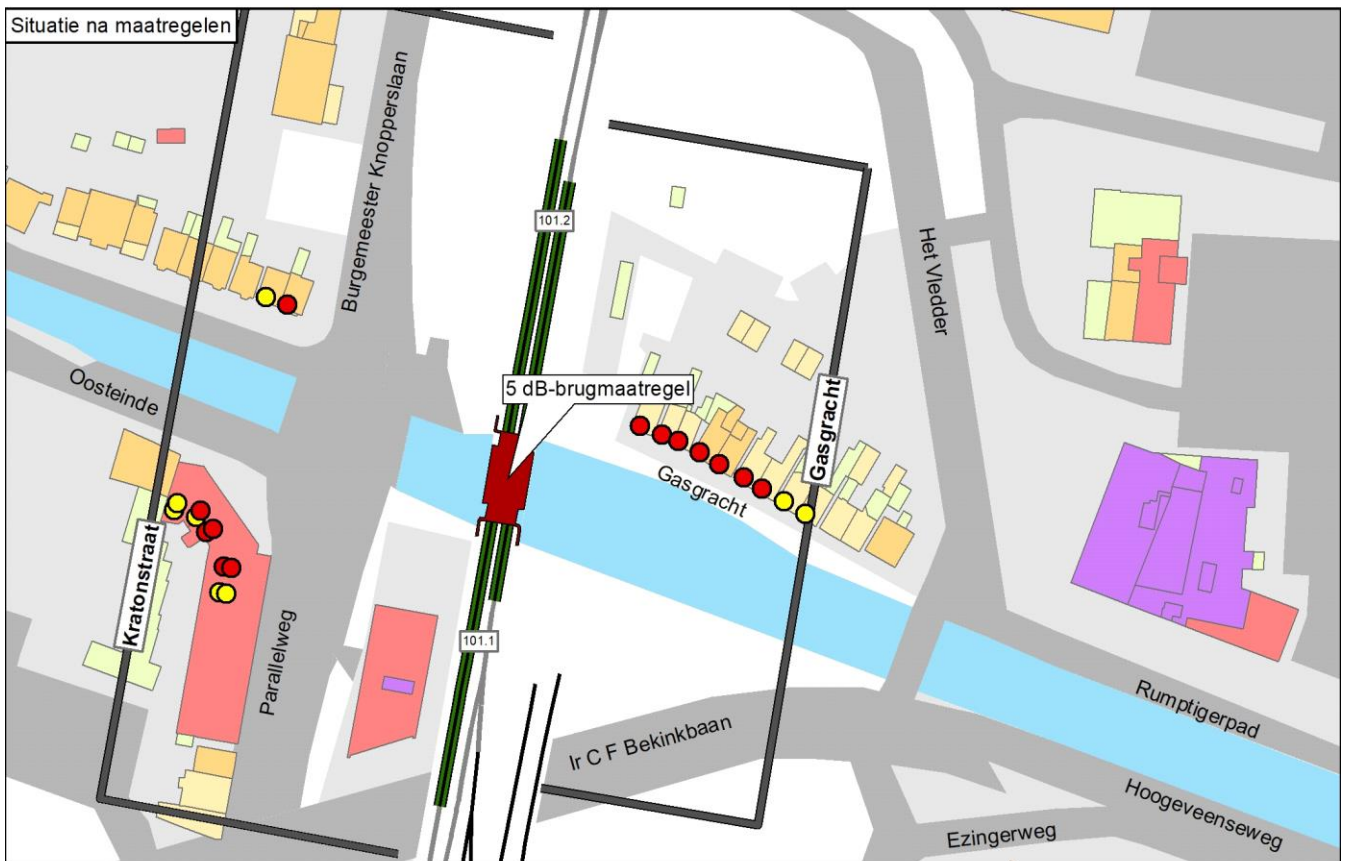 Situatie na maatregelen
Burgemeester Knopperslaan
101.2
Het Vledder
Oosteinde
5 dB-brugmaatregel
Gasgracht
Gasgracht
Kratonstraat
Parallelweg
101.1
Ir C F Bekinkbaan
Rumptigerpad
Hoogeveenseweg
Ezingerweg